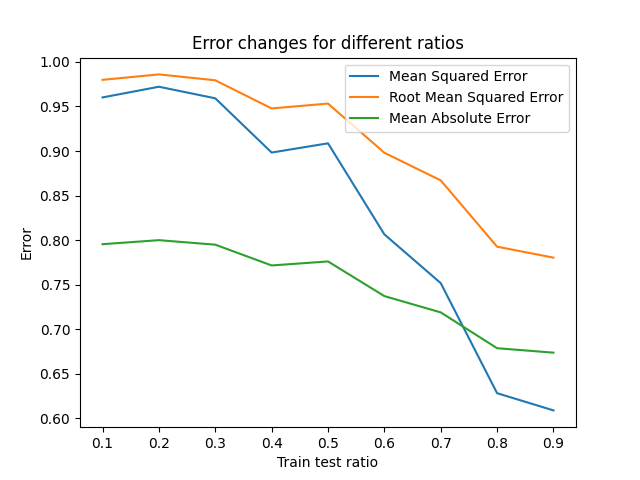 Error changes for different ratios
Mean Squared Error
Root Mean Squared Error
Mean Absolute Error
1.00
0.95
0.90
0.85
0.80
0.75
0.70
0.65
0.60
Error
0.1 0.2 0.3 0.4 0.5 0.6 0.7 0.8 0.9
Train test ratio